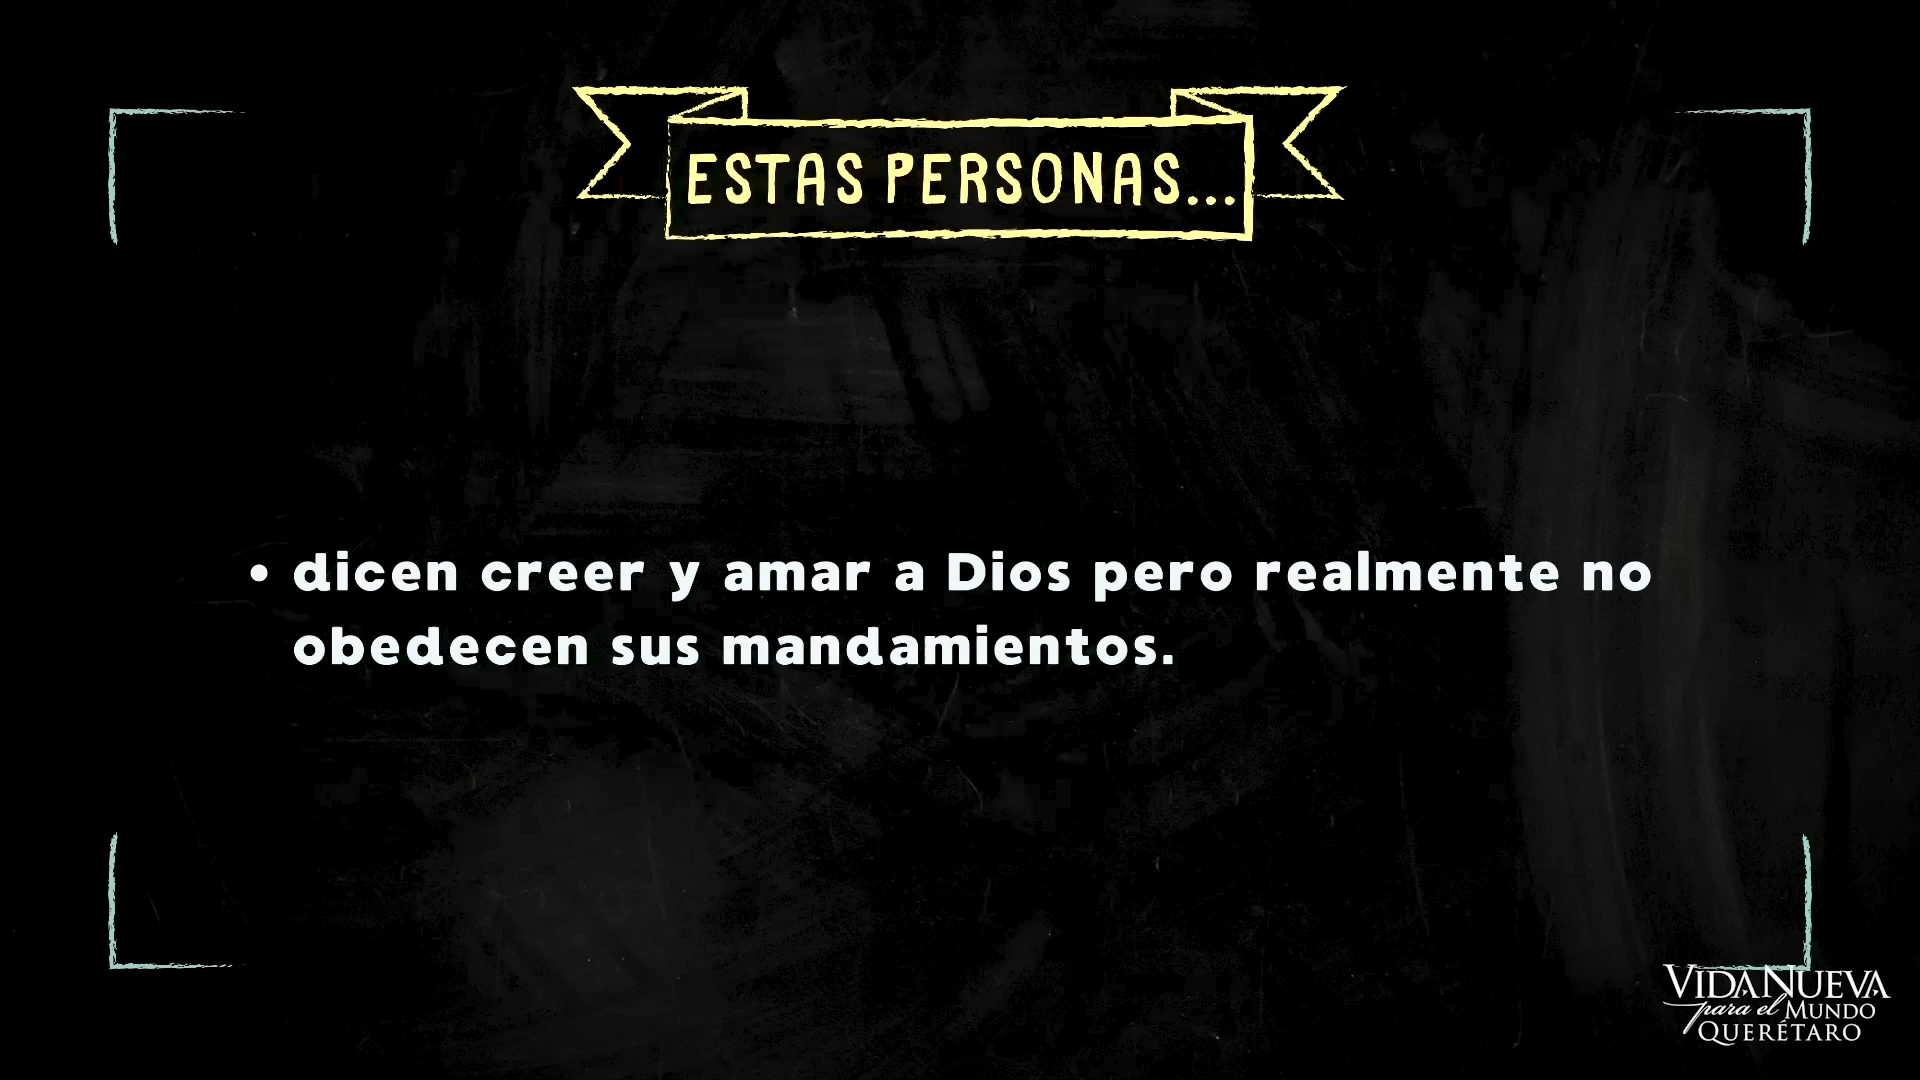 ESTAS PERSONAS...
• dicen creer y amar a Dios pero realmente no
obedecen sus mandamientos.
VIDA NUEVA
para el MUNDO
QUERÉTARO